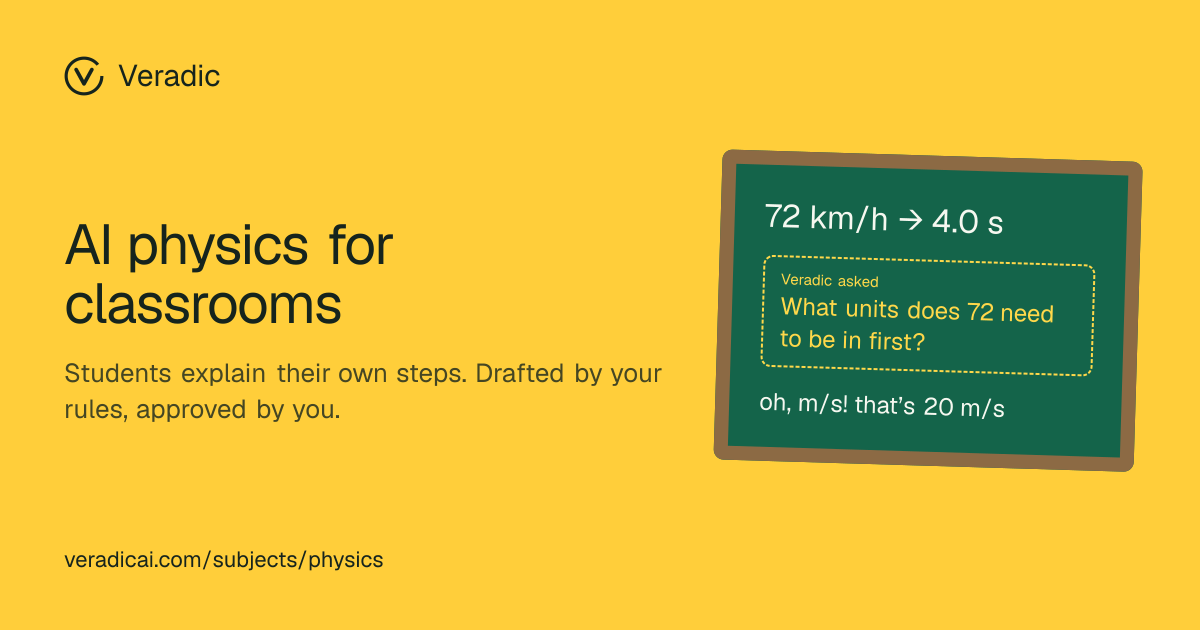 Veradic
AI physics for
classrooms
Students explain their own steps. Drafted by your
rules, approved by you.
veradicai.com/subjects/physics
72 km/h → 4.0 s
Veradic asked
What units does 72 need
to be in first?
oh, m/s! that’s 20 m/s